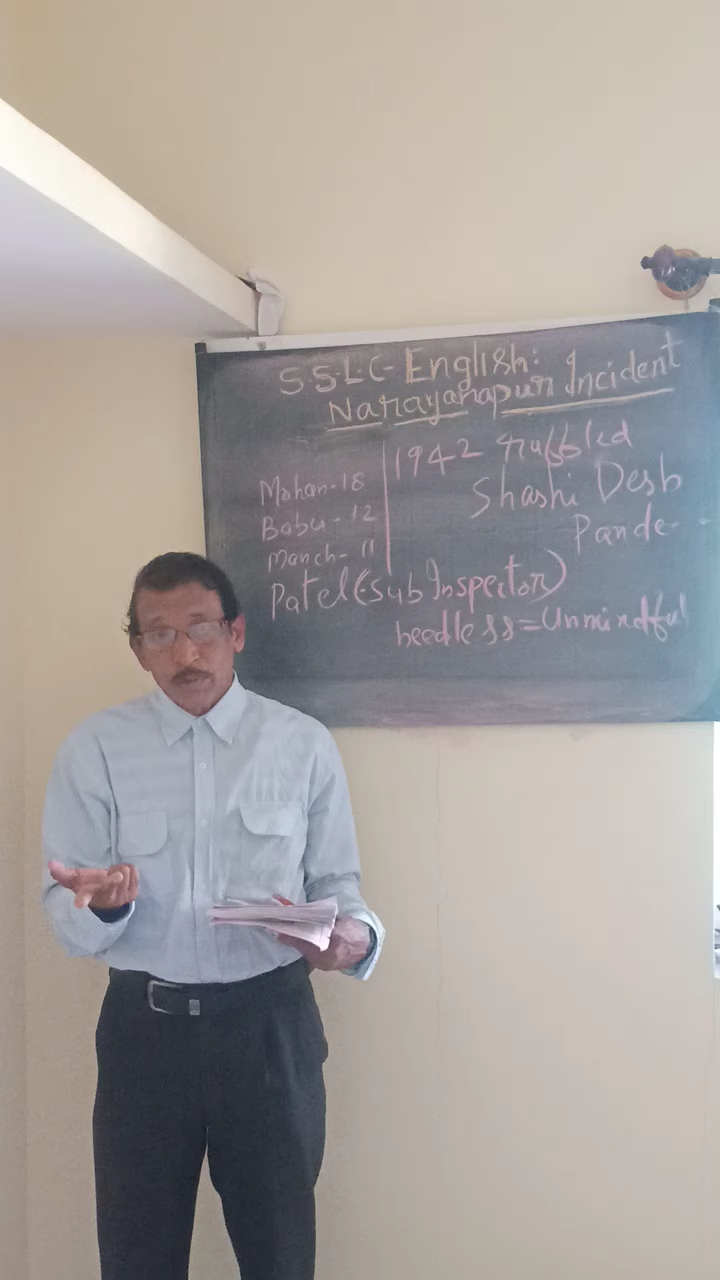 S.S.L.C- English:
Narayanapur Incident
1942 ruffled
Mohan-18
Babu-12
Manch-11
Shashi Desh
Pande
Patel (Sub Inspector)
heedless=Unmindful